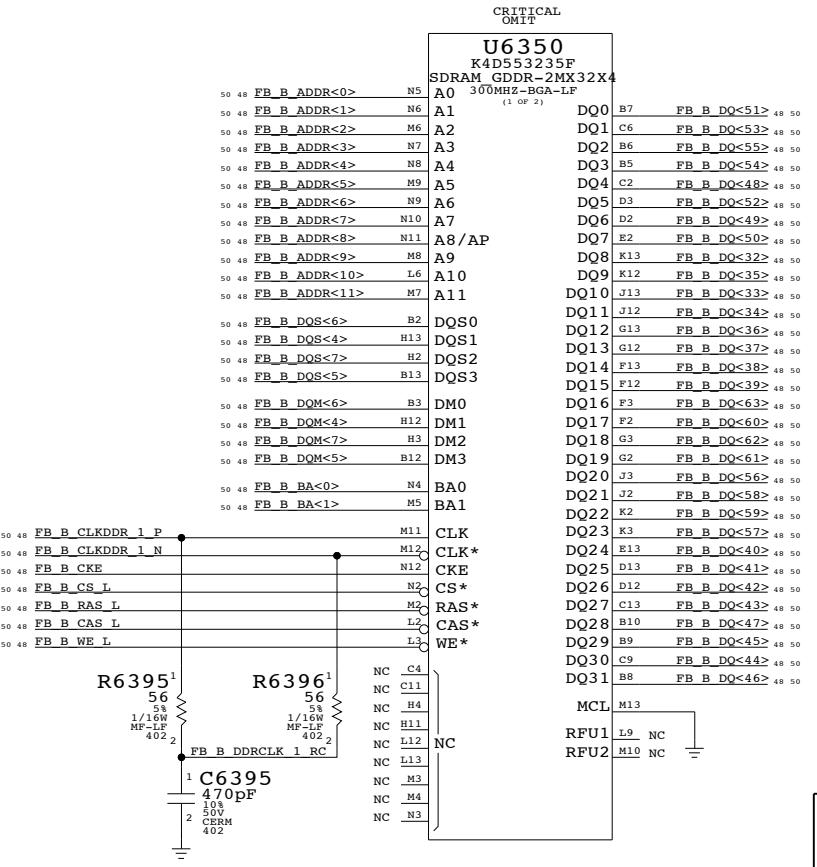 CRITICAL
OMIT
U6350
K4D553235F
SDRAM_GDDR-2MX32X4
300MHZ-BGA-LF
(1 OF 2)
50 48 FB_B_ADDR<0> N5 A0
50 48 FB_B_ADDR<1> N6 A1
50 48 FB_B_ADDR<2> M6 A2
50 48 FB_B_ADDR<3> N7 A3
50 48 FB_B_ADDR<4> N8 A4
50 48 FB_B_ADDR<5> M9 A5
50 48 FB_B_ADDR<6> N9 A6
50 48 FB_B_ADDR<7> N10 A7
50 48 FB_B_ADDR<8> N11 A8/AP
50 48 FB_B_ADDR<9> M8 A9
50 48 FB_B_ADDR<10> L6 A10
50 48 FB_B_ADDR<11> M7 A11
50 48 FB_B_DQS<6> B2 DQS0
50 48 FB_B_DQS<4> H13 DQS1
50 48 FB_B_DQS<7> H2 DQS2
50 48 FB_B_DQS<5> B13 DQS3
50 48 FB_B_DQM<6> B3 DM0
50 48 FB_B_DQM<4> H12 DM1
50 48 FB_B_DQM<7> H3 DM2
50 48 FB_B_DQM<5> B12 DM3
50 48 FB_B_BA<0> N4 BA0
50 48 FB_B_BA<1> M5 BA1
50 48 FB_B_CLKDDR_1_P M11 CLK
50 48 FB_B_CLKDDR_1_N M12 CLK*
50 48 FB_B_CKE N12 CKE
50 48 FB_B_CS_L N2 CS*
50 48 FB_B_RAS_L M2 RAS*
50 48 FB_B_CAS_L L2 CAS*
50 48 FB_B_WE_L L3 WE*
DQ0 B7 FB_B_DQ<51> 48 50
DQ1 C6 FB_B_DQ<53> 48 50
DQ2 B6 FB_B_DQ<55> 48 50
DQ3 B5 FB_B_DQ<54> 48 50
DQ4 C2 FB_B_DQ<48> 48 50
DQ5 D3 FB_B_DQ<52> 48 50
DQ6 D2 FB_B_DQ<49> 48 50
DQ7 E2 FB_B_DQ<50> 48 50
DQ8 K13 FB_B_DQ<32> 48 50
DQ9 K12 FB_B_DQ<35> 48 50
DQ10 J13 FB_B_DQ<33> 48 50
DQ11 J12 FB_B_DQ<34> 48 50
DQ12 G13 FB_B_DQ<36> 48 50
DQ13 G12 FB_B_DQ<37> 48 50
DQ14 F13 FB_B_DQ<38> 48 50
DQ15 F12 FB_B_DQ<39> 48 50
DQ16 F3 FB_B_DQ<63> 48 50
DQ17 F2 FB_B_DQ<60> 48 50
DQ18 G3 FB_B_DQ<62> 48 50
DQ19 G2 FB_B_DQ<61> 48 50
DQ20 J3 FB_B_DQ<56> 48 50
DQ21 J2 FB_B_DQ<58> 48 50
DQ22 K2 FB_B_DQ<59> 48 50
DQ23 K3 FB_B_DQ<57> 48 50
DQ24 E13 FB_B_DQ<40> 48 50
DQ25 D13 FB_B_DQ<41> 48 50
DQ26 D12 FB_B_DQ<42> 48 50
DQ27 C13 FB_B_DQ<43> 48 50
DQ28 B10 FB_B_DQ<47> 48 50
DQ29 B9 FB_B_DQ<45> 48 50
DQ30 C9 FB_B_DQ<44> 48 50
DQ31 B8 FB_B_DQ<46> 48 50
MCL M13
RFU1 L9 NC
RFU2 M10 NC
NC C4
NC C11
NC H4
NC H11
NC L12 NC
NC L13
NC M3
NC M4
NC N3
R6395 1
56
5%
1/16W
MF-LF
402 2
R6396 1
56
5%
1/16W
MF-LF
402 2
FB_B_DDRCLK_1_RC
1 C6395
470pF
10%
50V
2 CERM
402